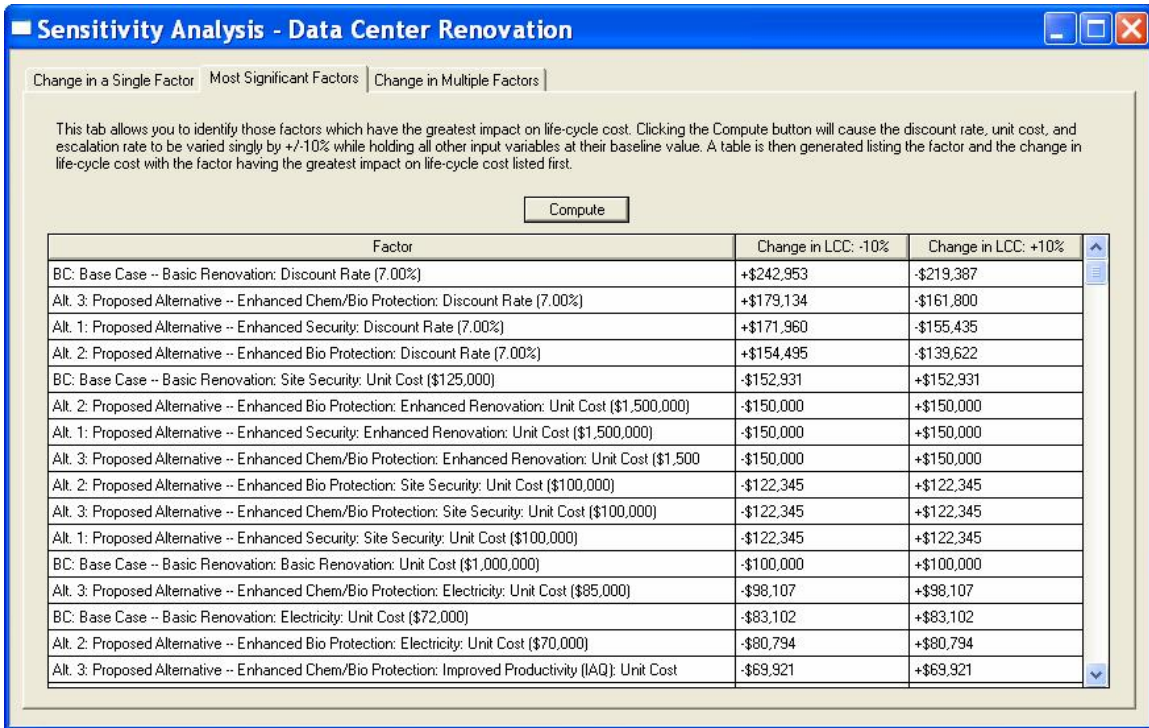 Sensitivity Analysis - Data Center Renovation
Change in a Single Factor Most Significant Factors Change in Multiple Factors
This tab allows you to identify those factors which have the greatest impact on life-cycle cost. Clicking the Compute button will cause the discount rate, unit cost, and
escalation rate to be varied singly by +/-10% while holding all other input variables at their baseline value. A table is then generated listing the factor and the change in
life-cycle cost with the factor having the greatest impact on life-cycle cost listed first.
Compute
Factor Change in LCC: -10% Change in LCC: +10%
BC: Base Case -- Basic Renovation: Discount Rate (7.00%) +$242,953 -$219,387
Alt. 3: Proposed Alternative -- Enhanced Chem/Bio Protection: Discount Rate (7.00%) +$179,134 -$161,800
Alt. 1: Proposed Alternative -- Enhanced Security: Discount Rate (7.00%) +$171,960 -$155,435
Alt. 2: Proposed Alternative -- Enhanced Bio Protection: Discount Rate (7.00%) +$154,495 -$139,622
BC: Base Case -- Basic Renovation: Site Security: Unit Cost ($125,000) -$152,931 +$152,931
Alt. 2: Proposed Alternative -- Enhanced Bio Protection: Enhanced Renovation: Unit Cost ($1,500,000) -$150,000 +$150,000
Alt. 1: Proposed Alternative -- Enhanced Security: Enhanced Renovation: Unit Cost ($1,500,000) -$150,000 +$150,000
Alt. 3: Proposed Alternative -- Enhanced Chem/Bio Protection: Enhanced Renovation: Unit Cost ($1,500 -$150,000 +$150,000
Alt. 2: Proposed Alternative -- Enhanced Bio Protection: Site Security: Unit Cost ($100,000) -$122,345 +$122,345
Alt. 3: Proposed Alternative -- Enhanced Chem/Bio Protection: Site Security: Unit Cost ($100,000) -$122,345 +$122,345
Alt. 1: Proposed Alternative -- Enhanced Security: Site Security: Unit Cost ($100,000) -$122,345 +$122,345
BC: Base Case -- Basic Renovation: Basic Renovation: Unit Cost ($1,000,000) -$100,000 +$100,000
Alt. 3: Proposed Alternative -- Enhanced Chem/Bio Protection: Electricity: Unit Cost ($85,000) -$98,107 +$98,107
BC: Base Case -- Basic Renovation: Electricity: Unit Cost ($72,000) -$83,102 +$83,102
Alt. 2: Proposed Alternative -- Enhanced Bio Protection: Electricity: Unit Cost ($70,000) -$80,794 +$80,794
Alt. 3: Proposed Alternative -- Enhanced Chem/Bio Protection: Improved Productivity (IAQ): Unit Cost -$69,921 +$69,921